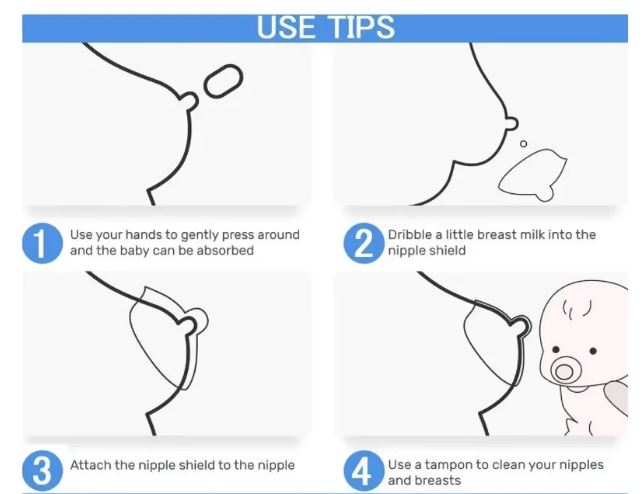 USE TIPS
1 Use your hands to gently press around
and the baby can be absorbed
2 Dribble a little breast milk into the
nipple shield
3 Attach the nipple shield to the nipple
4 Use a tampon to clean your nipples
and breasts